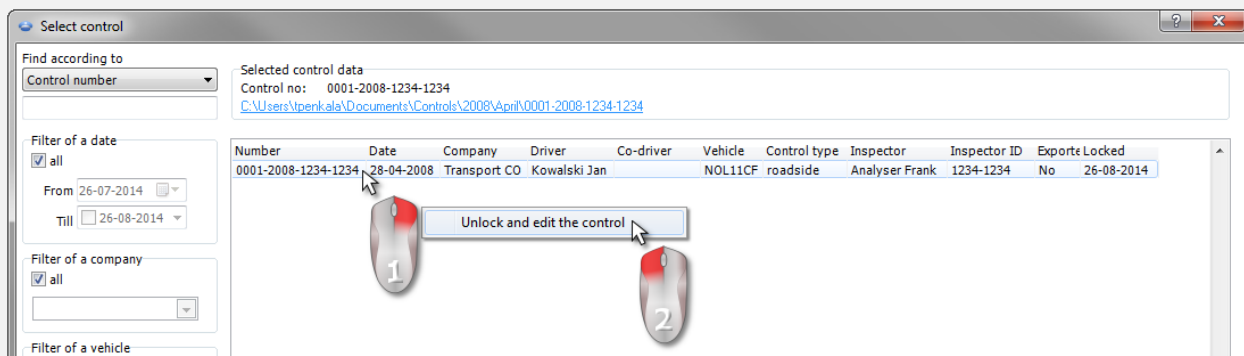 Select control
Find according to
Control number
Selected control data
Control no: 0001-2008-1234-1234
C:\Users\tpenkala\Documents\Controls\2008\April\0001-2008-1234-1234
Filter of a date
all
From 26-07-2014
Till 26-08-2014
Filter of a company
all
Filter of a vehicle
Number Date Company Driver Co-driver Vehicle Control type Inspector Inspector ID Exporte Locked
0001-2008-1234-1234 28-04-2008 Transport CO Kowalski Jan NOL11CF roadside Analyser Frank 1234-1234 No 26-08-2014
Unlock and edit the control
1
2